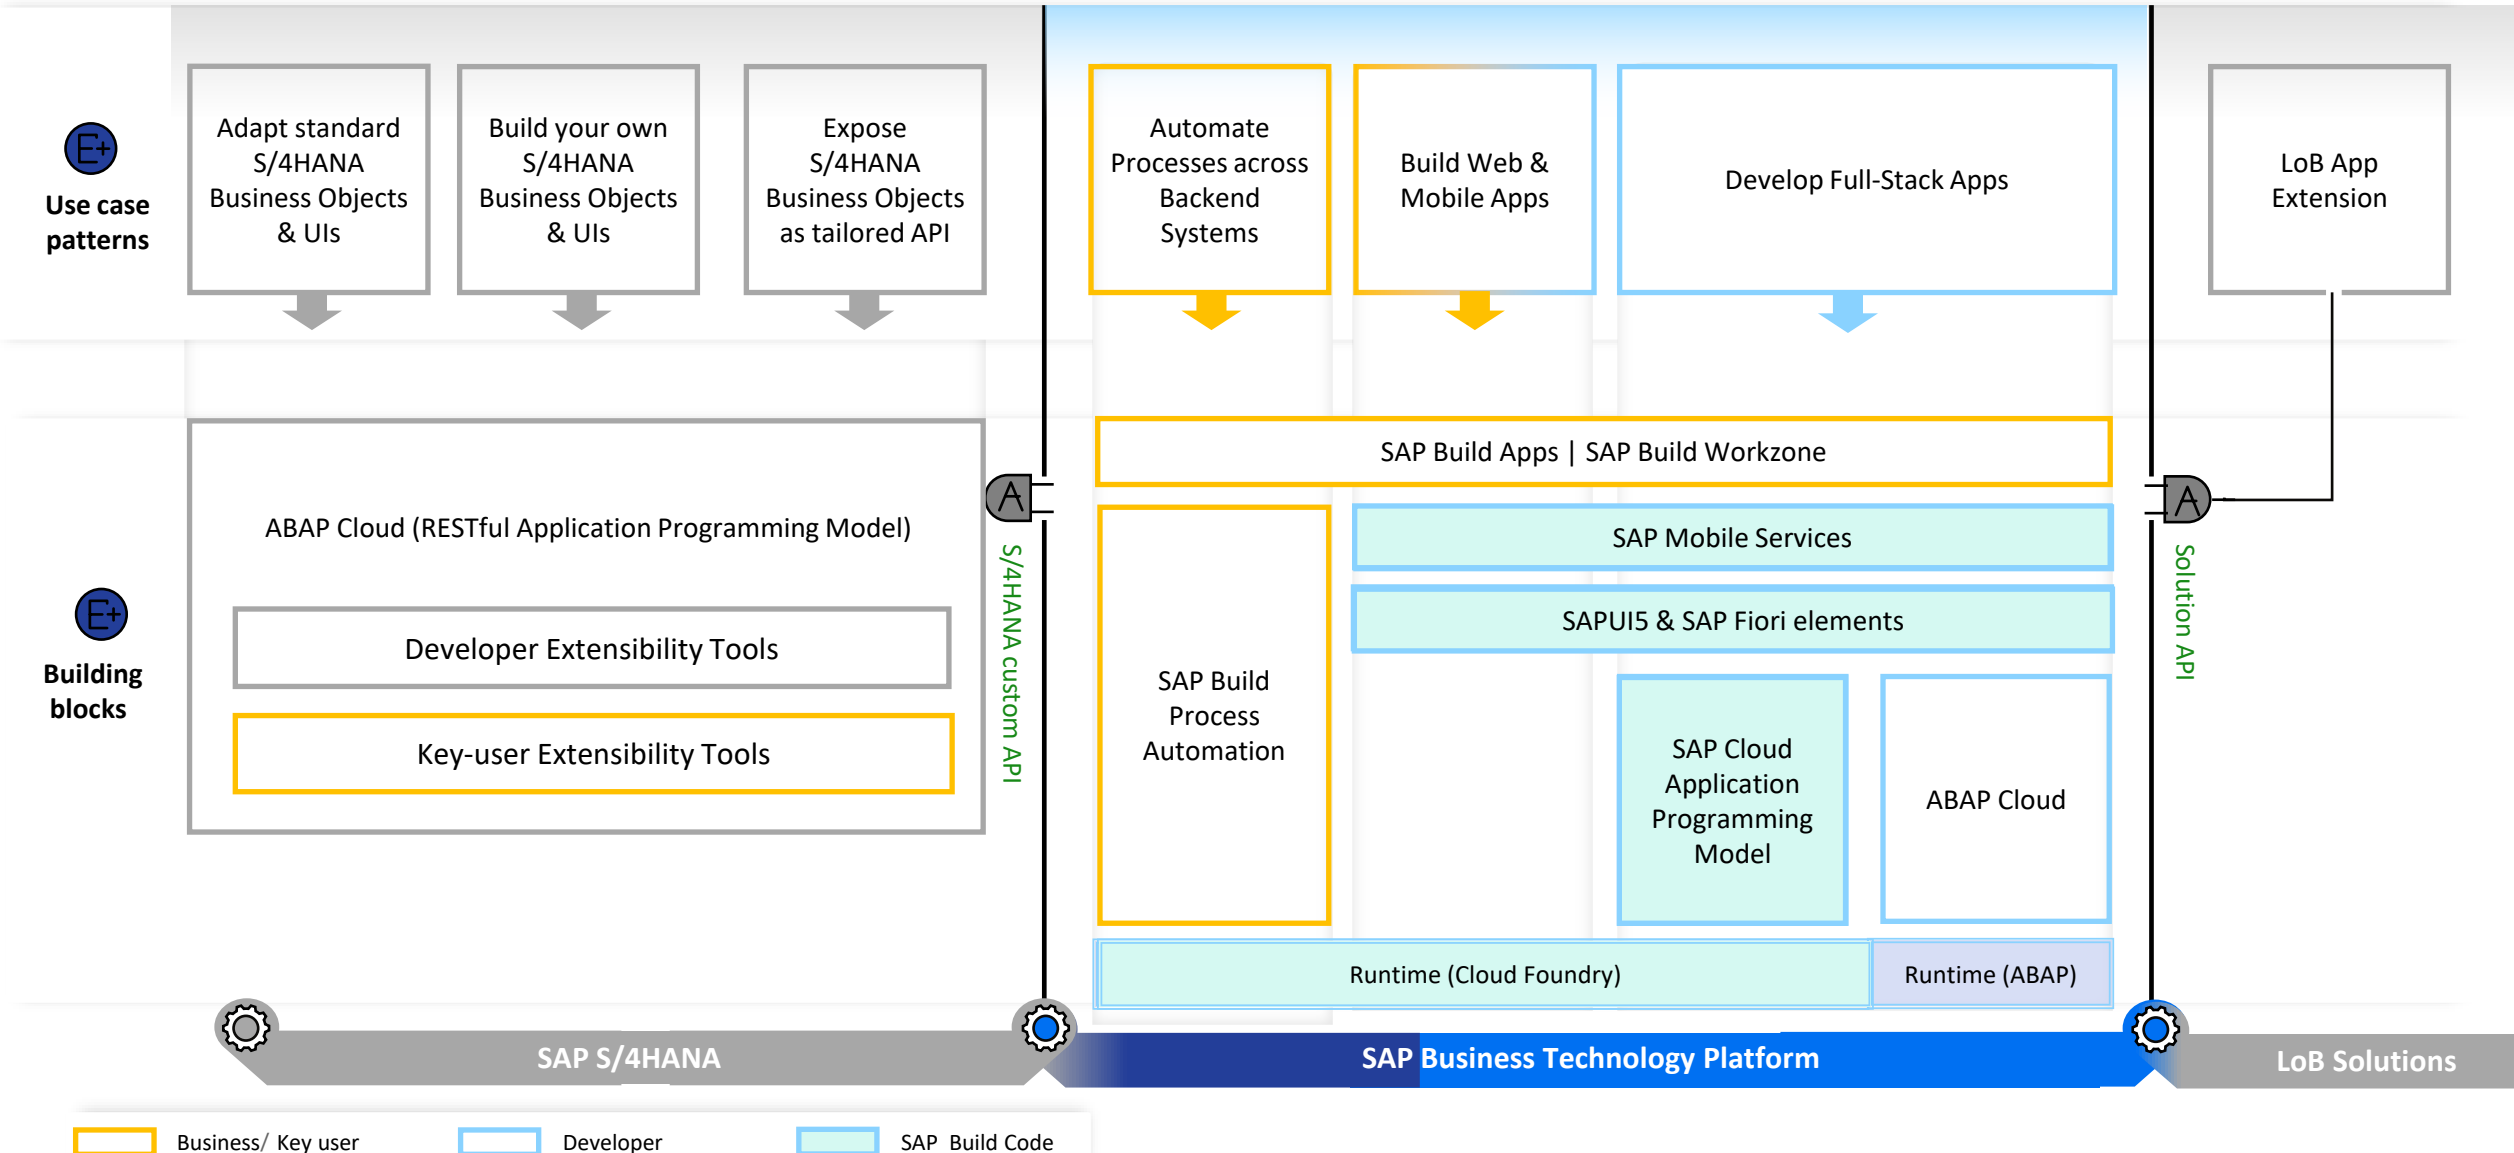 Adapt standard
S/4HANA
Business Objects
& UIs
Build your own
S/4HANA
Business Objects
& UIs
Expose
S/4HANA
Business Objects
as tailored API
Automate
Processes across
Backend
Systems
Build Web &
Mobile Apps
Develop Full-Stack Apps
LoB App
Extension
E+
Use case
patterns
SAP Build Apps | SAP Build Workzone
ABAP Cloud (RESTful Application Programming Model)
Developer Extensibility Tools
Key-user Extensibility Tools
A
S/4HANA custom API
SAP Build
Process
Automation
SAP Mobile Services
SAPUI5 & SAP Fiori elements
SAP Cloud
Application
Programming
Model
ABAP Cloud
A
Solution API
E+
Building
blocks
Runtime (Cloud Foundry)
Runtime (ABAP)
SAP S/4HANA
SAP Business Technology Platform
LoB Solutions
Business/ Key user
Developer
SAP Build Code